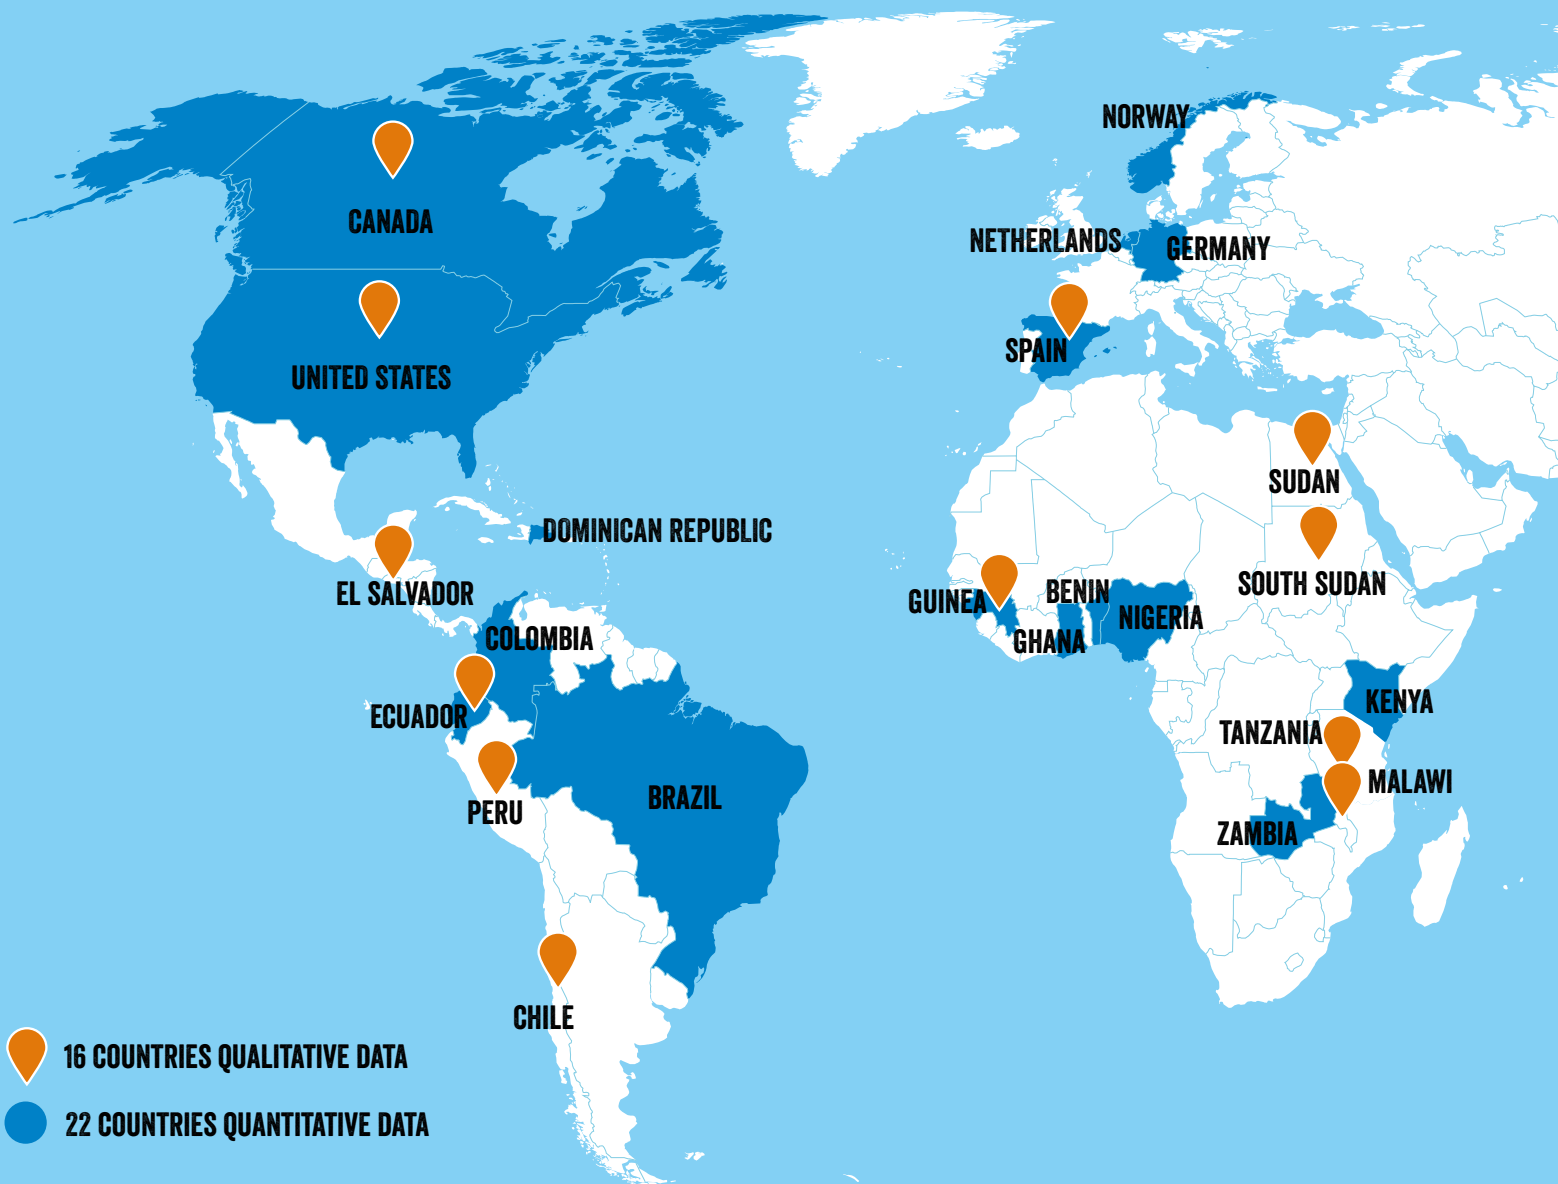 NORWAY
CANADA
NETHERLANDS
GERMANY
SPAIN
UNITED STATES
SUDAN
DOMINICAN REPUBLIC
SOUTH SUDAN
EL SALVADOR
GUINEA
BENIN
NIGERIA
COLOMBIA
GHANA
KENYA
ECUADOR
TANZANIA
MALAWI
BRAZIL
PERU
ZAMBIA
CHILE
16 COUNTRIES QUALITATIVE DATA
22 COUNTRIES QUANTITATIVE DATA